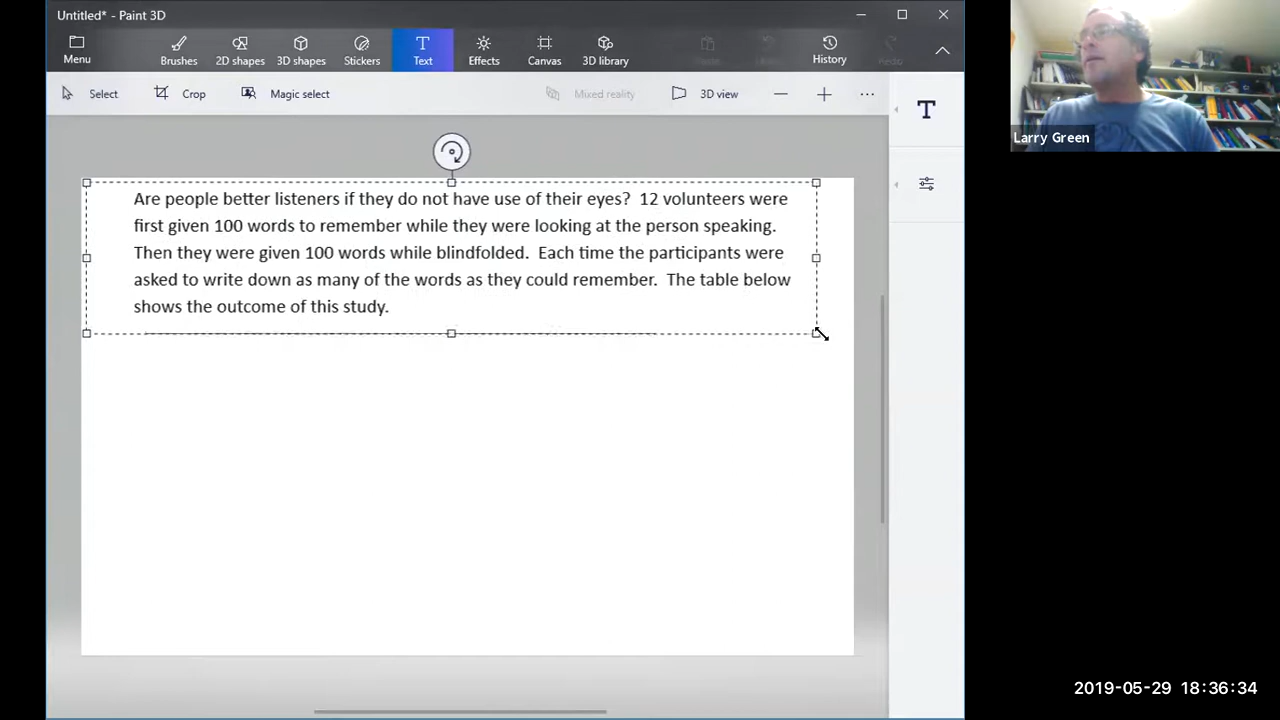 Untitled* - Paint 3D
Menu
Brushes
2D shapes
3D shapes
Stickers
Text
Effects
Canvas
3D library
Paste
Undo
History
Redo
Select
Crop
Magic select
Mixed reality
3D view
Larry Green
Are people better listeners if they do not have use of their eyes? 12 volunteers were
first given 100 words to remember while they were looking at the person speaking.
Then they were given 100 words while blindfolded. Each time the participants were
asked to write down as many of the words as they could remember. The table below
shows the outcome of this study.
2019-05-29 18:36:34